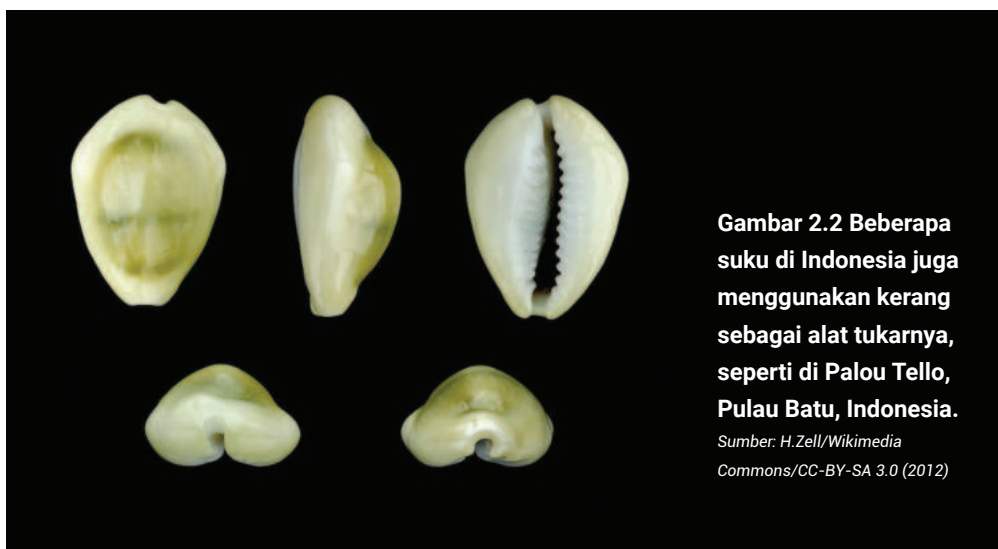 Gambar 2.2 Beberapa
suku di Indonesia juga
menggunakan kerang
sebagai alat tukarnya,
seperti di Palou Tello,
Pulau Batu, Indonesia.
Sumber: H.Zell/Wikimedia
Commons/CC-BY-SA 3.0 (2012)